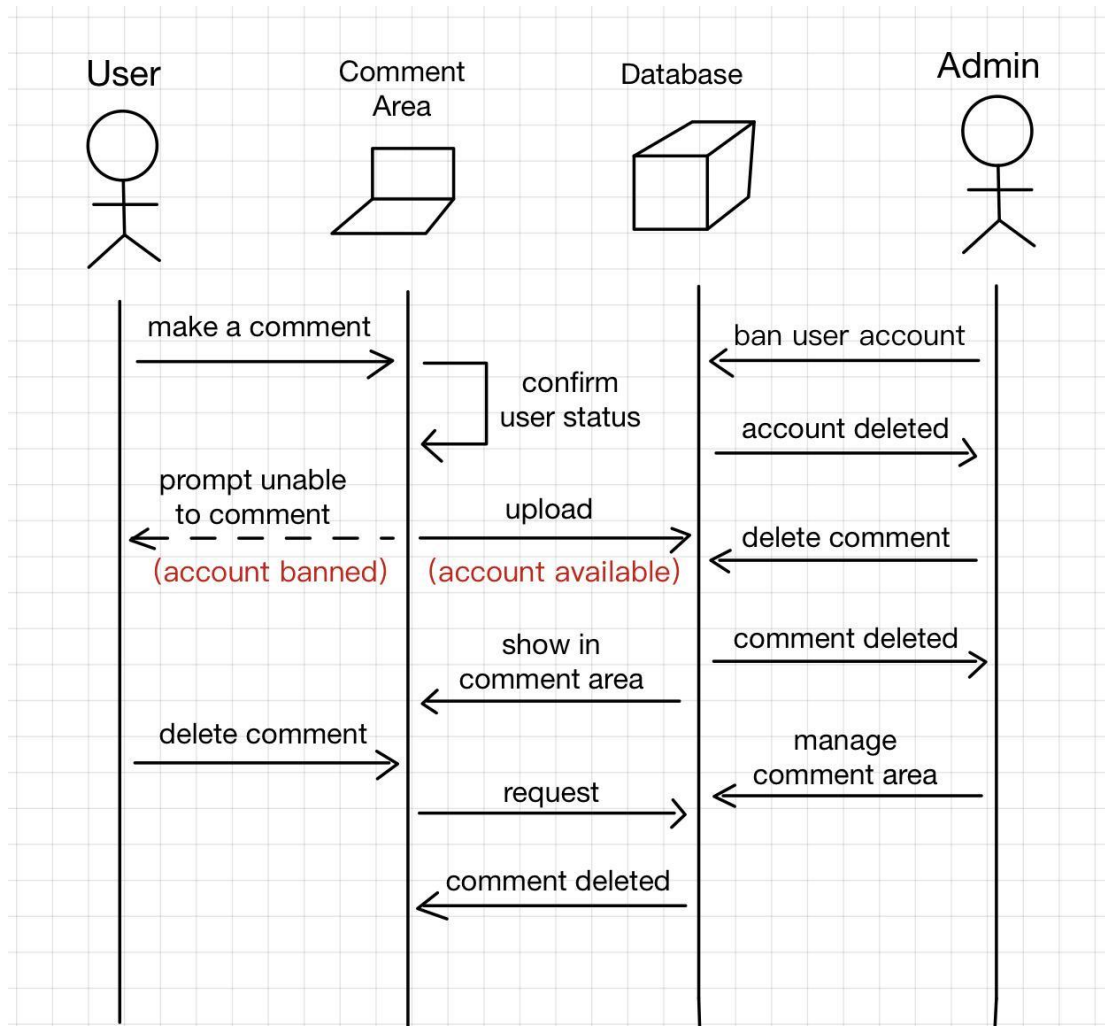 User
Comment
Area
Database
Admin
make a comment
ban user account
confirm
user status
account deleted
prompt unable
to comment
upload
delete comment
(account banned)
(account available)
show in
comment area
comment deleted
delete comment
manage
comment area
request
comment deleted